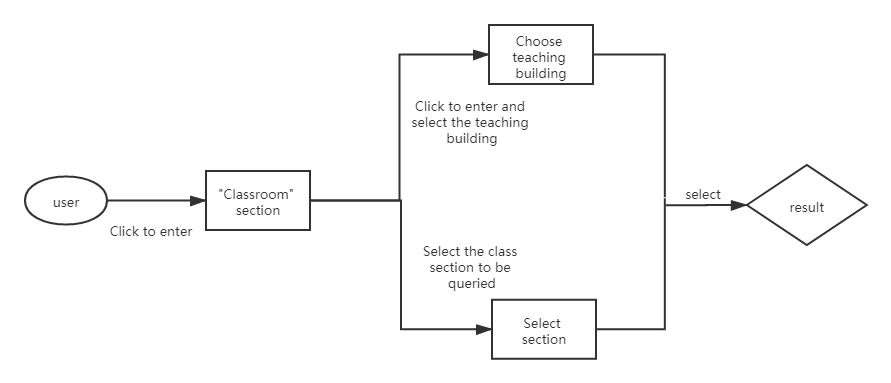 user
Click to enter
"Classroom"
section
Choose
teaching
building
Click to enter and
select the teaching
building
Select the class
section to be
queried
Select
section
select
result